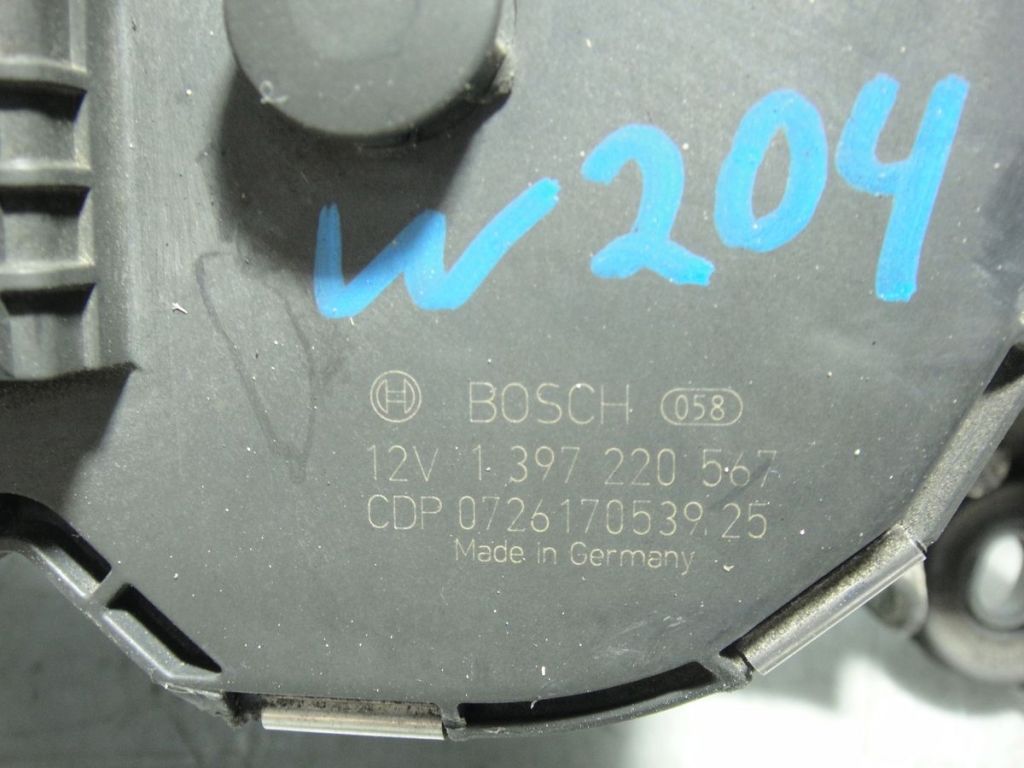 W204
BOSCH 058
12V 1 397 220 567
CDP 0726170539.25
Made in Germany